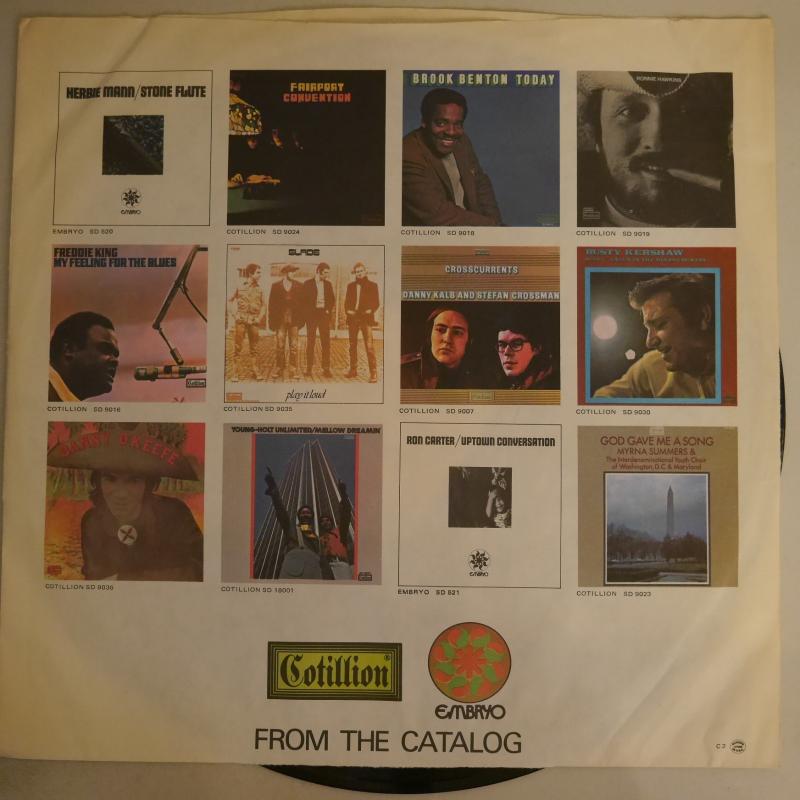 HERBIE MANN/STONE FLUTE
EMBRYO
EMBRYO SD 520
FAIRPORT
CONVENTION
COTILLION SD 9024
BROOK BENTON TODAY
COTILLION SD 9018
RONNIE HAWKINS
COTILLION SD 9019
FREDDIE KING
MY FEELING FOR THE BLUES
Cotillion
COTILLION SD 9016
SLADE
play it loud
COTILLION SD 9035
CROSSCURRENTS
DANNY KALB AND STEFAN GROSSMAN
COTILLION SD 9007
RUSTY KERSHAW
COTILLION SD 9030
DANNY O'KEEFE
COTILLION SD 9036
YOUNG-HOLT UNLIMITED/MELLOW DREAMIN'
COTILLION SD 18001
RON CARTER/UPTOWN CONVERSATION
EMBRYO
EMBRYO SD 521
GOD GAVE ME A SONG
MYRNA SUMMERS &
The Interdenominational Youth Choir
of Washington, D.C. & Maryland
COTILLION SD 9023
Cotillion®
EMBRYO
FROM THE CATALOG
C 2